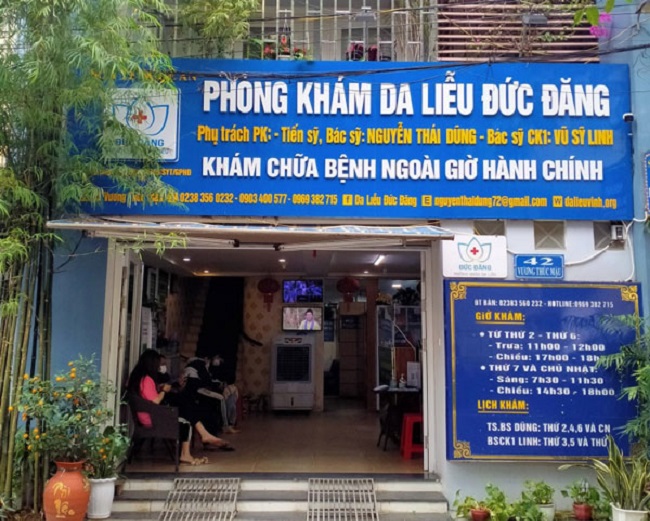 PHÒNG KHÁM DA LIỄU ĐỨC ĐĂNG
Phụ trách PK: - Tiến sỹ, Bác sỹ: NGUYỄN THÁI DŨNG - Bác sỹ CK1: VŨ SỸ LINH
KHÁM CHỮA BỆNH NGOÀI GIỜ HÀNH CHÍNH
0238 356 0232 - 0903 400 577 - 0969 382 715 f Da Liễu Đức Đăng E nguyenthaidung72@gmail.com W dalieuvinh.org
ĐỨC ĐĂNG
ĐỨC ĐĂNG
42
VƯƠNG THÚC MẬU
ĐT BÀN: 02383 560 232 - HOTLINE: 0969 382 715
GIỜ KHÁM:
• TỪ THỨ 2 - THỨ 6:
- Trưa: 11h00 - 12h00
- Chiều: 17h00 - 18h
• THỨ 7 VÀ CHỦ NHẬT:
- Sáng: 7h30 - 11h30
- Chiều: 14h30 - 18h00
LỊCH KHÁM:
TS.BS DŨNG: THỨ 2,4,6 VÀ CN
BSCK1 LINH: THỨ 3,5 VÀ THỨ